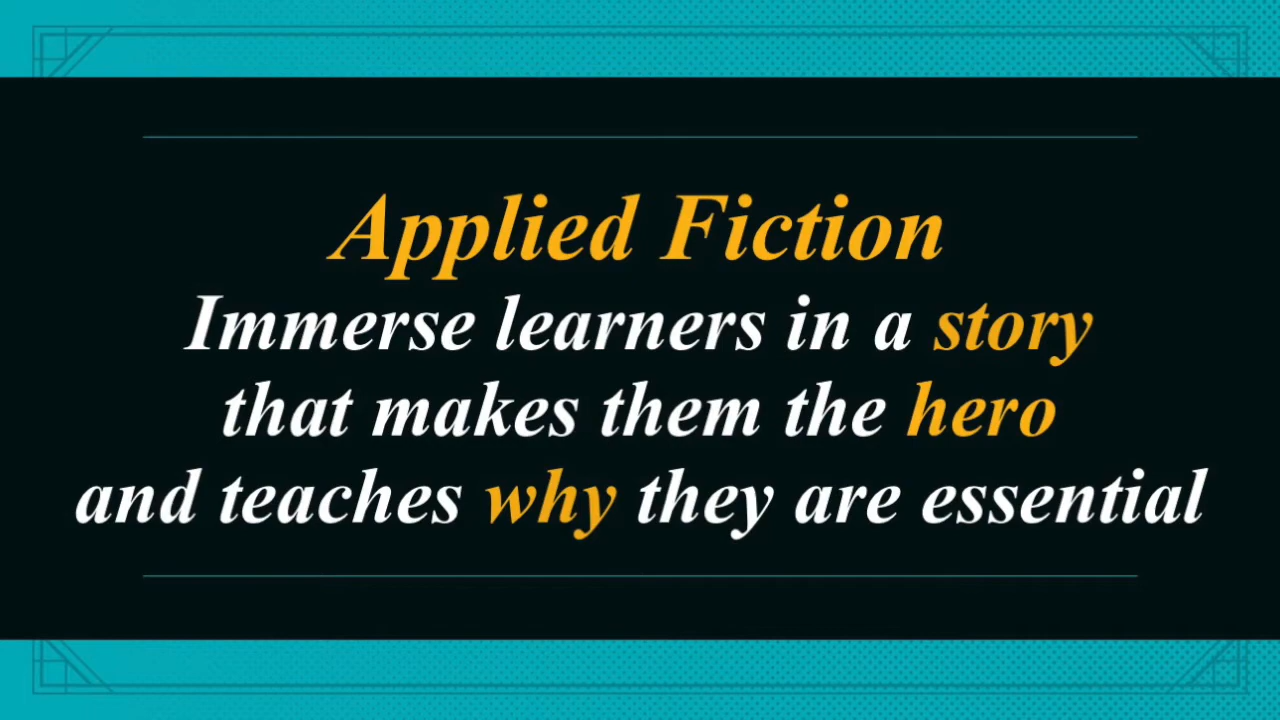 Applied Fiction
Immerse learners in a story
that makes them the hero
and teaches why they are essential